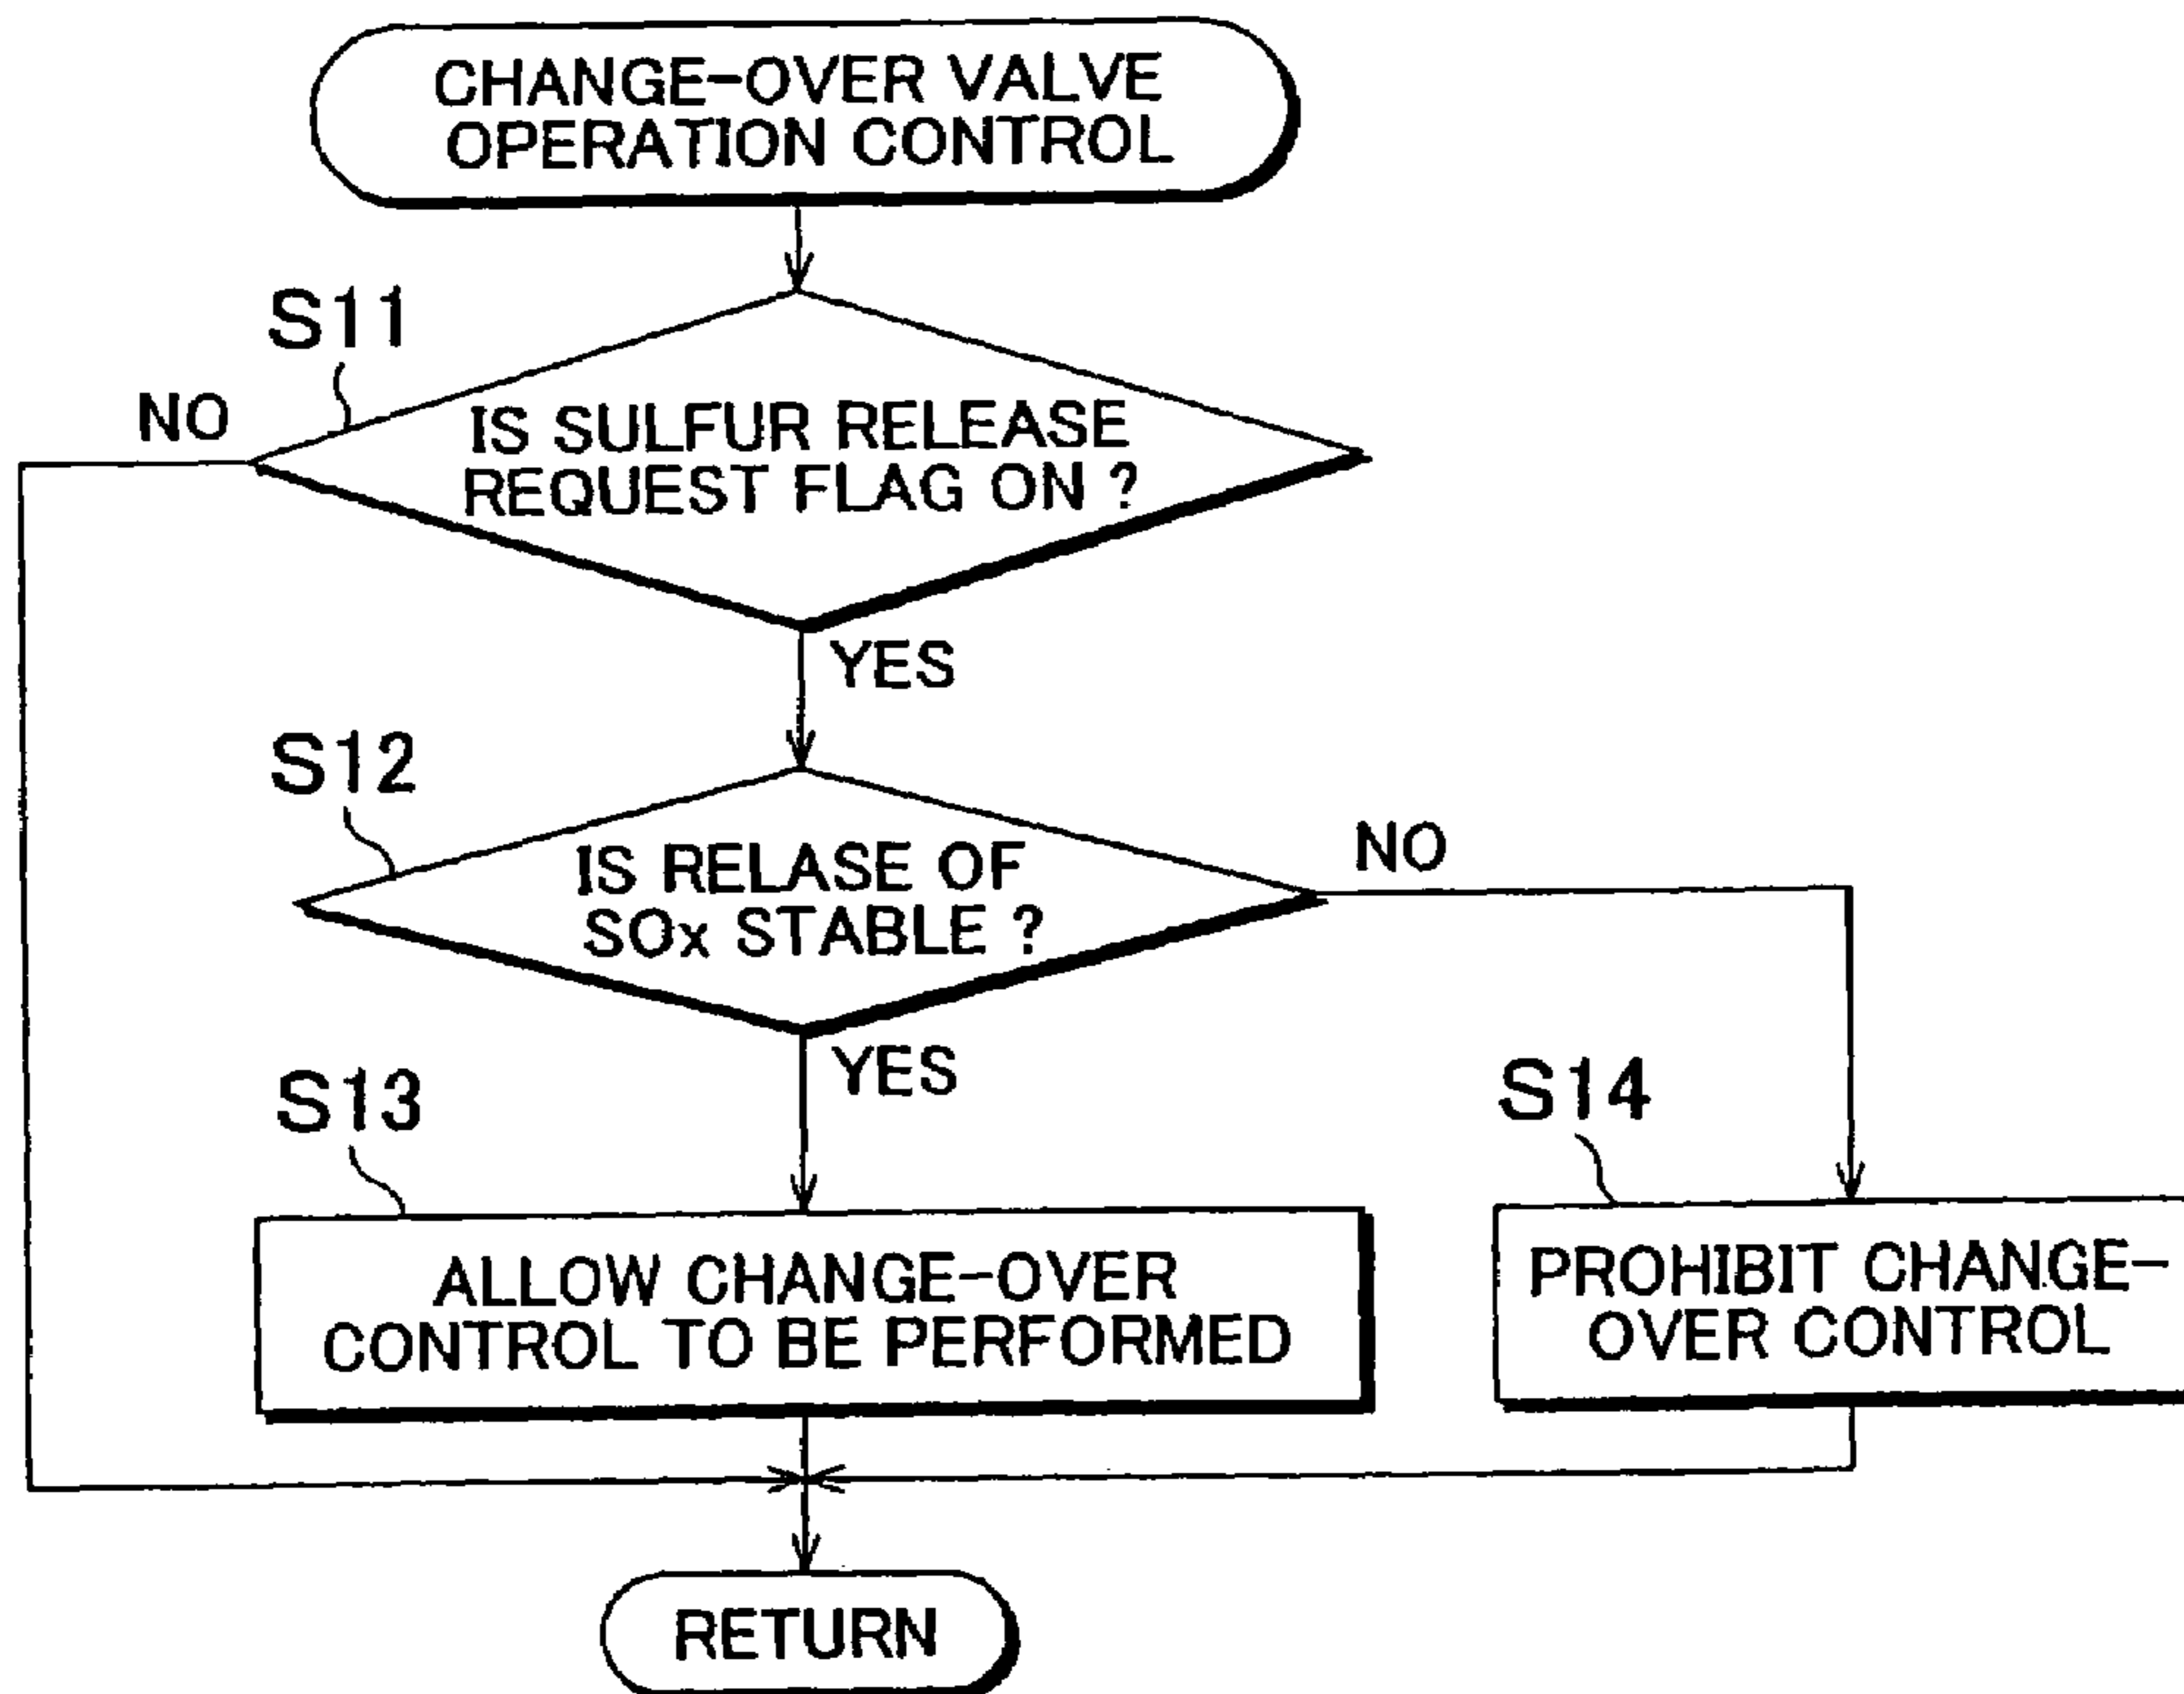 CHANGE-OVER VALVE
OPERATION CONTROL
S11
NO
IS SULFUR RELEASE
REQUEST FLAG ON ?
YES
S12
IS RELASE OF
SOx STABLE ?
NO
YES
S13
S14
ALLOW CHANGE-OVER
CONTROL TO BE PERFORMED
PROHIBIT CHANGE-
OVER CONTROL
RETURN